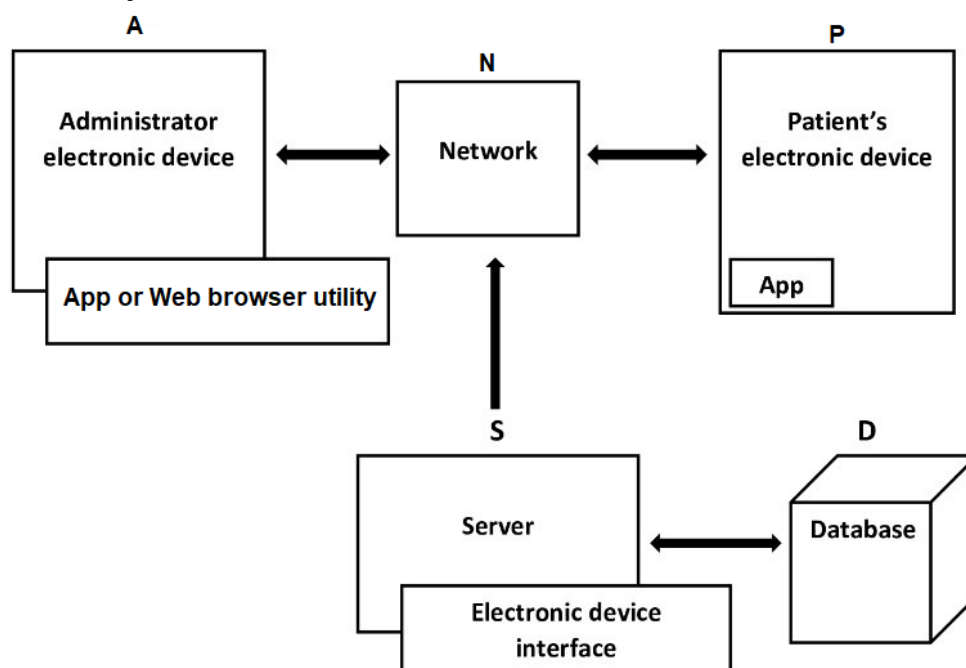 A
N
P
Administrator
electronic device
Network
Patient’s
electronic device
App or Web browser utility
App
S
D
Server
Database
Electronic device
interface